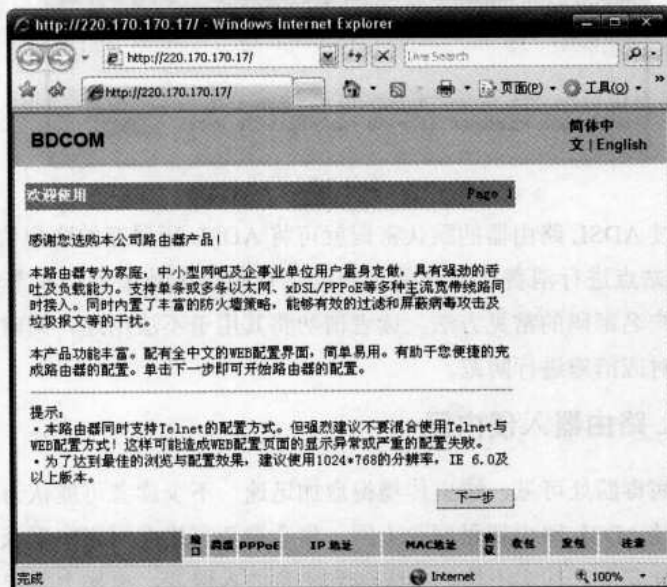 http://220.170.170.17/ - Windows Internet Explorer
http://220.170.170.17/
Live Search
http://220.170.170.17/
页面(P)
工具(O)
BDCOM
简体中
文 | English
欢迎使用
Page 1
感谢您选购本公司路由器产品!
本路由器专为家庭,中小型网吧及企事业单位用户量身定做,具有强劲的吞
吐及负载能力。支持单条或多条以太网、xDSL/PPPoE等多种主流宽带线路同
时接入。同时内置了丰富的防火墙策略,能够有效的过滤和屏蔽病毒攻击及
垃圾报文等的干扰。
本产品功能丰富。配有全中文的WEB配置界面,简单易用。有助于您便捷的完
成路由器的配置。单击下一步即可开始路由器的配置。
提示:
·本路由器同时支持Telnet的配置方式。但强烈建议不要混合使用Telnet与
WEB配置方式!这样可能造成WEB配置页面的显示异常或严重的配置失败。
·为了达到最佳的浏览与配置效果,建议使用1024*768的分辨率,IE 6.0及
以上版本。
下一步
端口 类型 PPPoE IP 地址 MAC地址 协议 收包 发包 注意
完成
Internet
100%